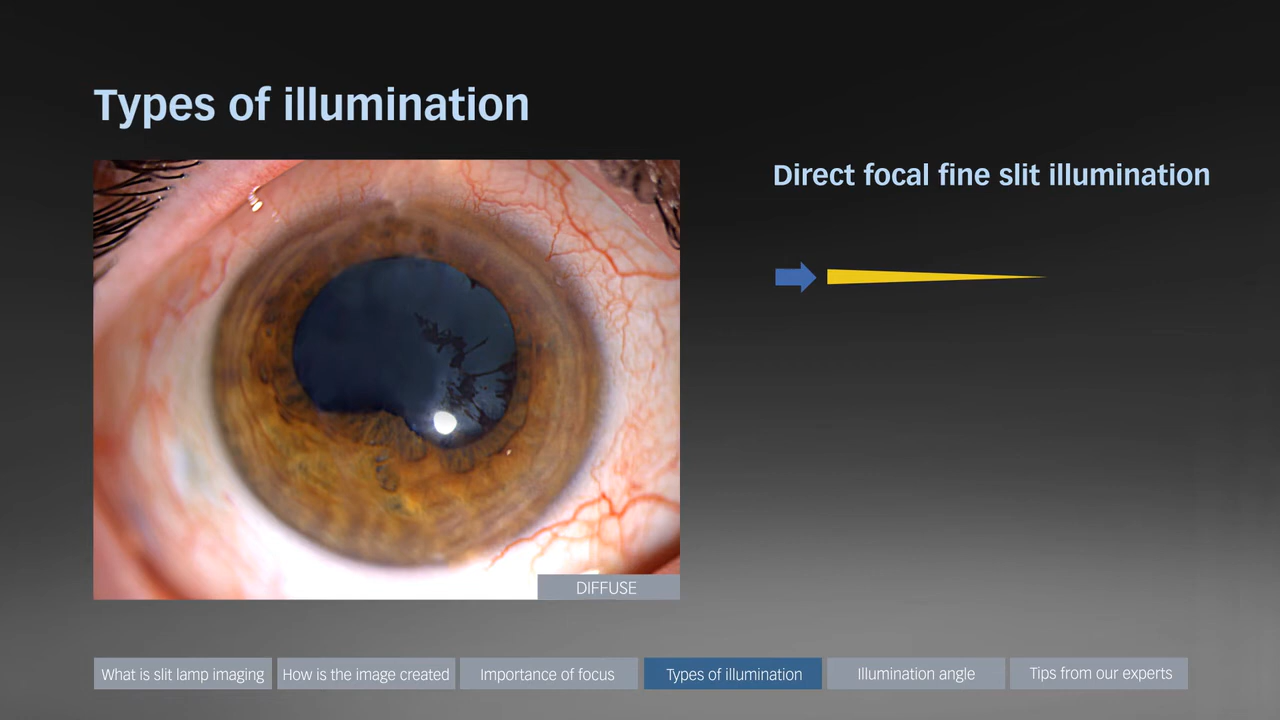 Types of illumination
Direct focal fine slit illumination
DIFFUSE
What is slit lamp imaging
How is the image created
Importance of focus
Types of illumination
Illumination angle
Tips from our experts